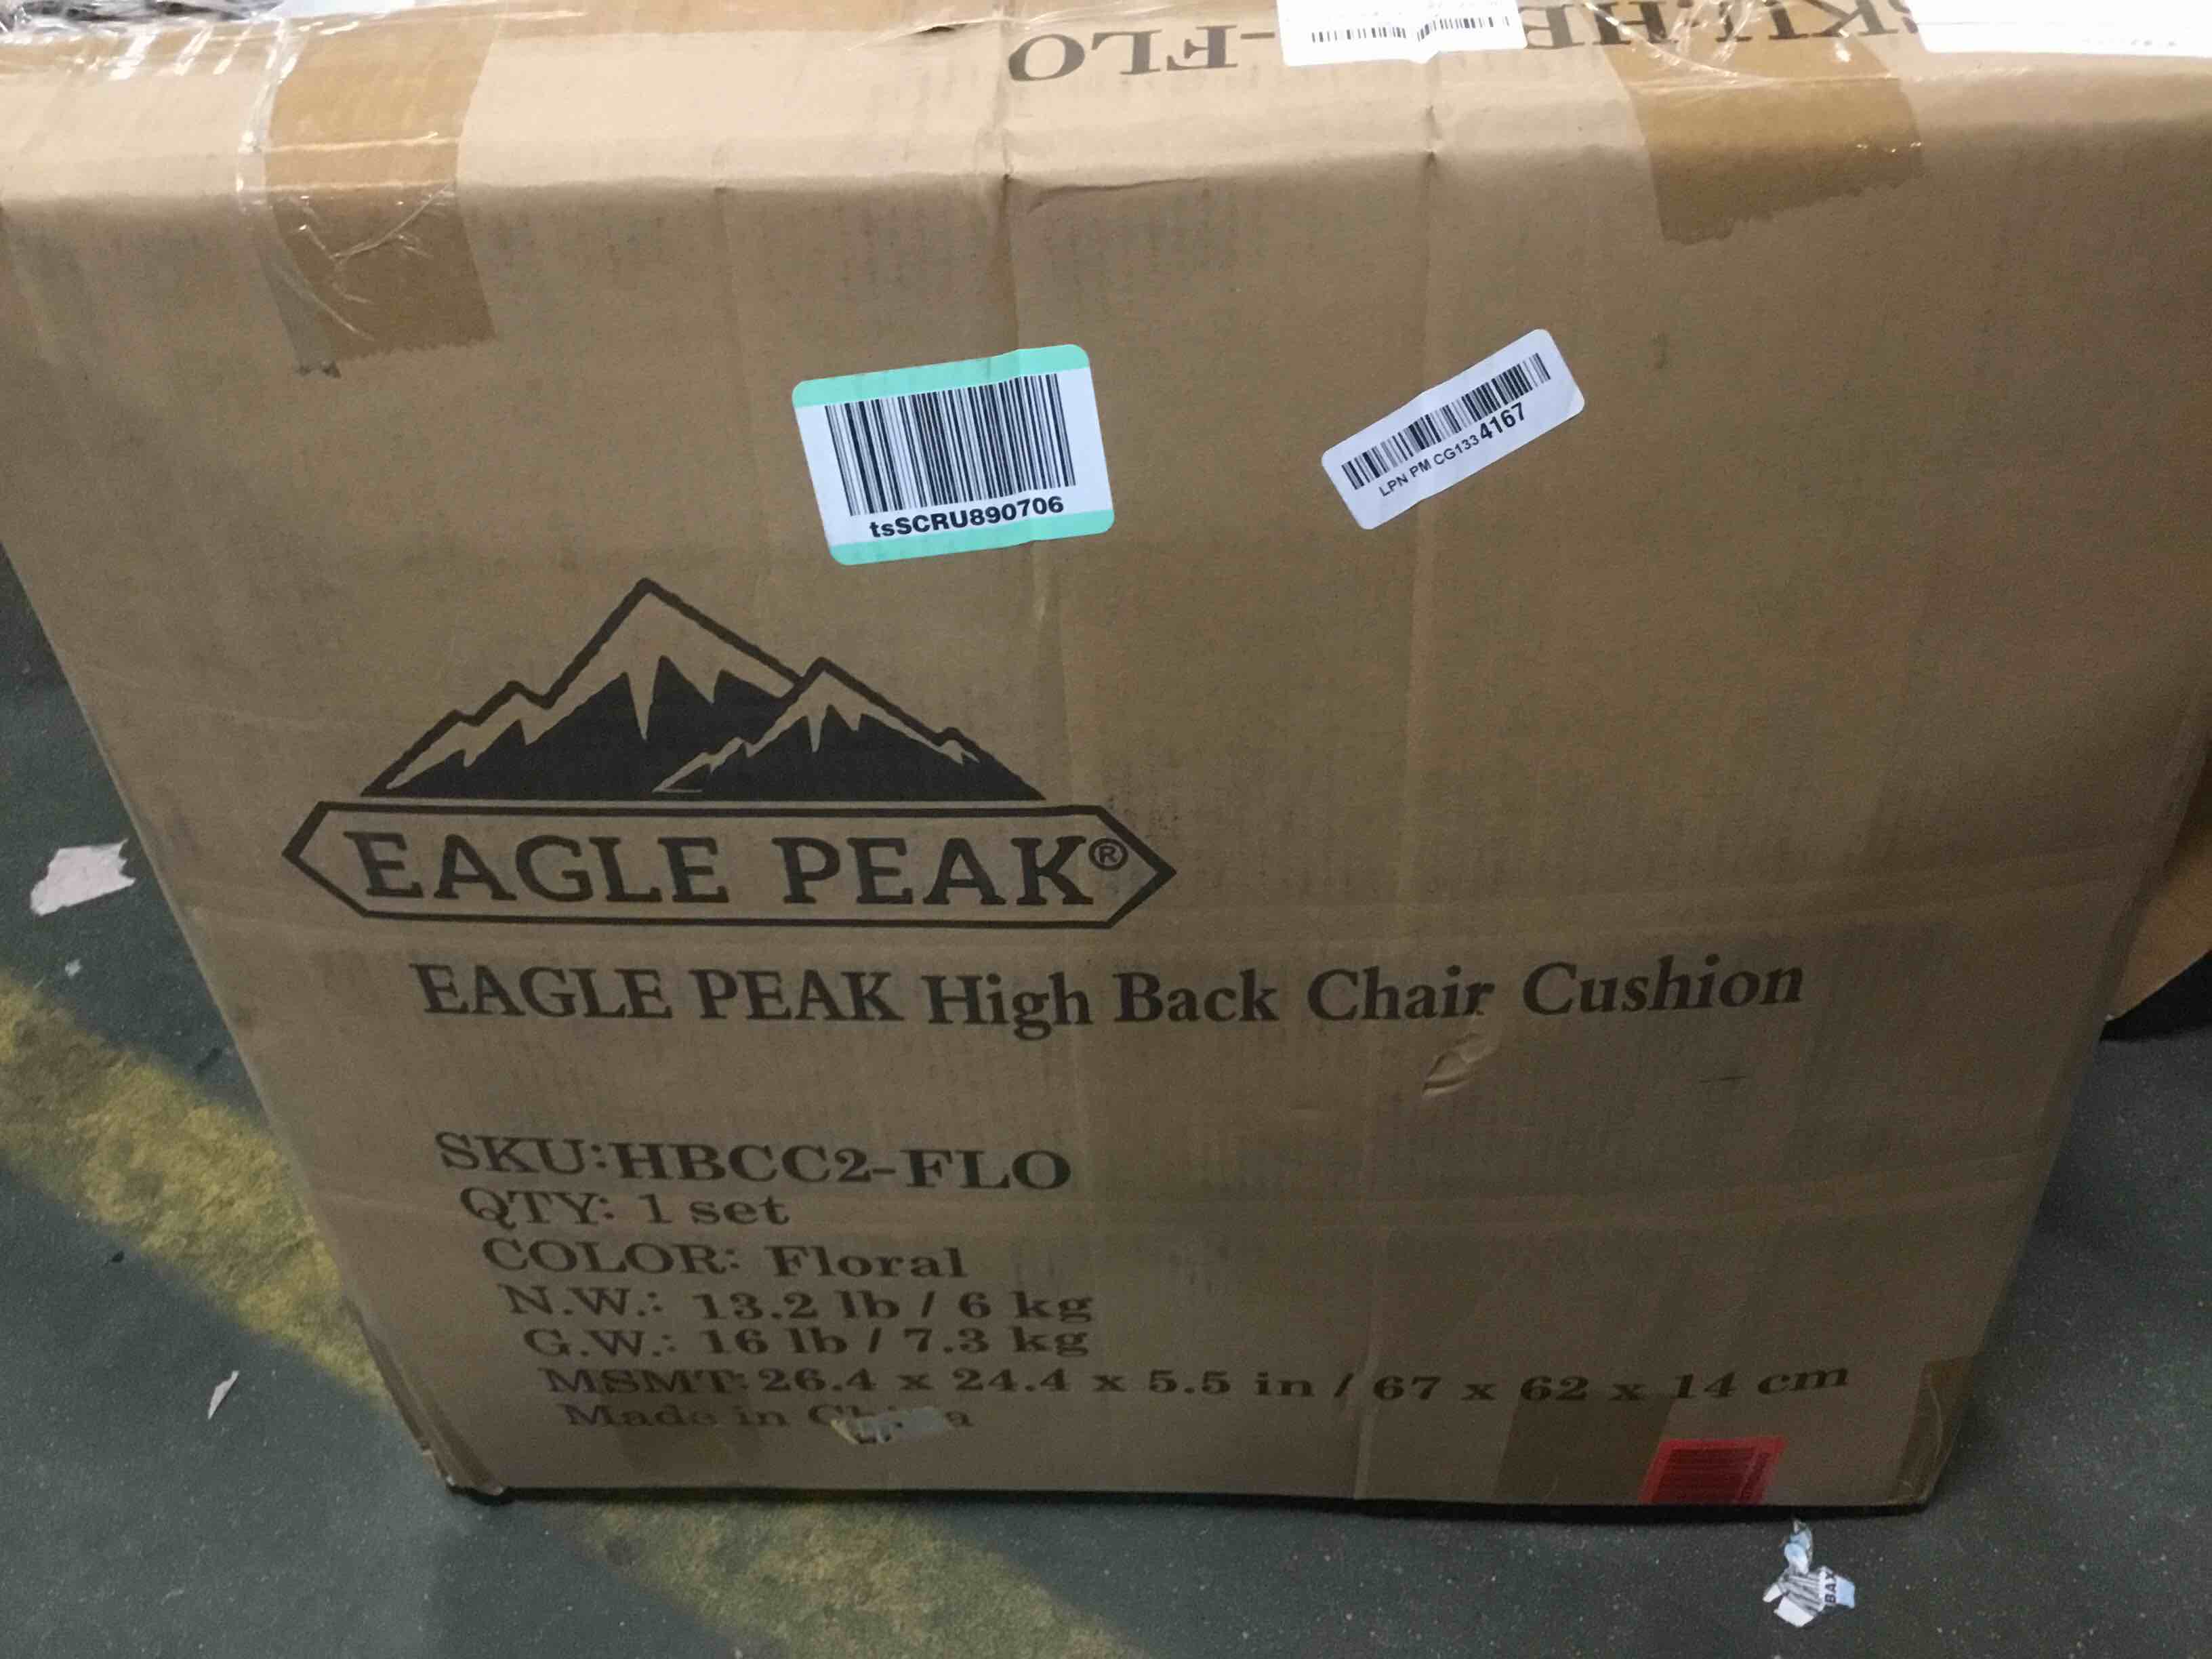 -FLO
tsSCRU890706
LPN PM CG1334167
EAGLE PEAK®
EAGLE PEAK High Back Chair Cushion
SKU:HBCC2-FLO
QTY: 1 set
COLOR: Floral
N.W.: 13.2 lb / 6 kg
G.W.: 16 lb / 7.3 kg
MSMT: 26.4 x 24.4 x 5.5 in / 67 x 62 x 14 cm
Made in
BAX